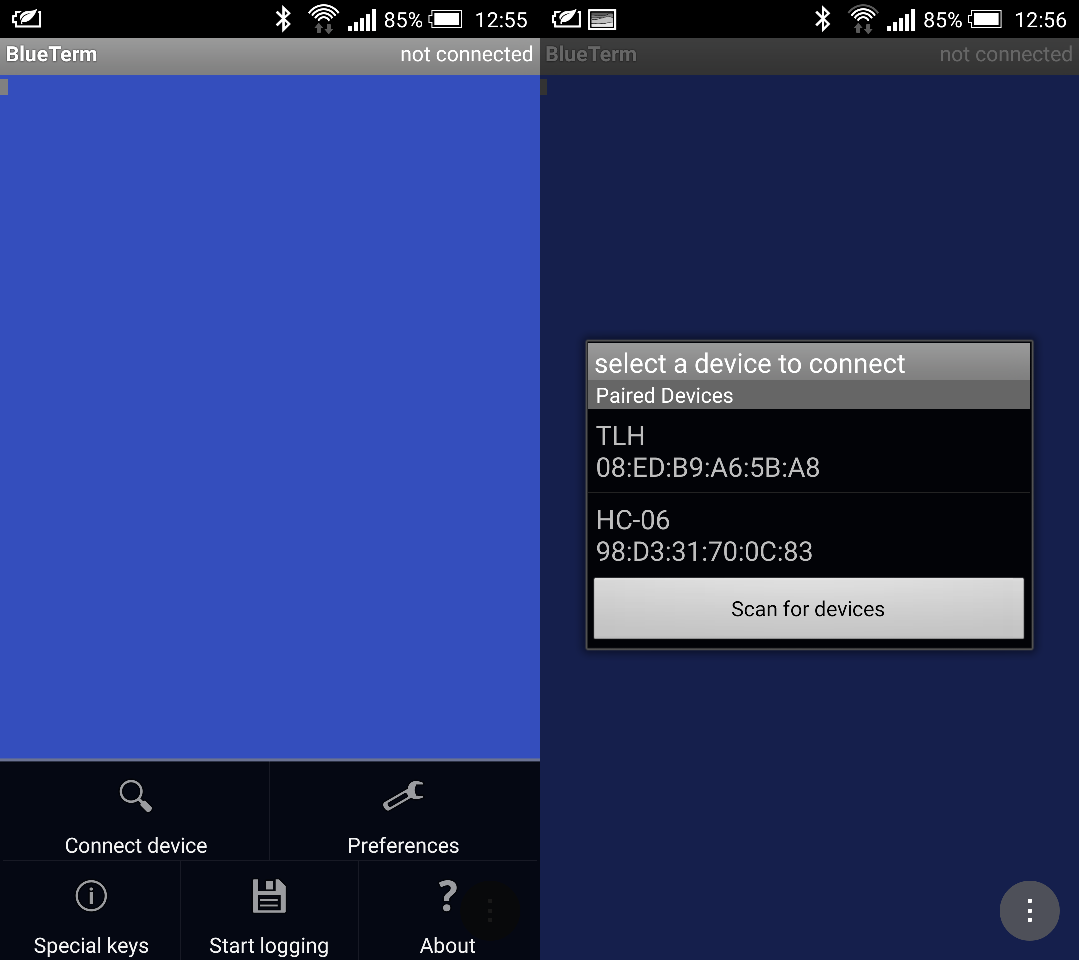 85% 12:55
BlueTerm not connected
Connect device Preferences
Special keys Start logging About
85% 12:56
BlueTerm not connected
select a device to connect
Paired Devices
TLH
08:ED:B9:A6:5B:A8
HC-06
98:D3:31:70:0C:83
Scan for devices